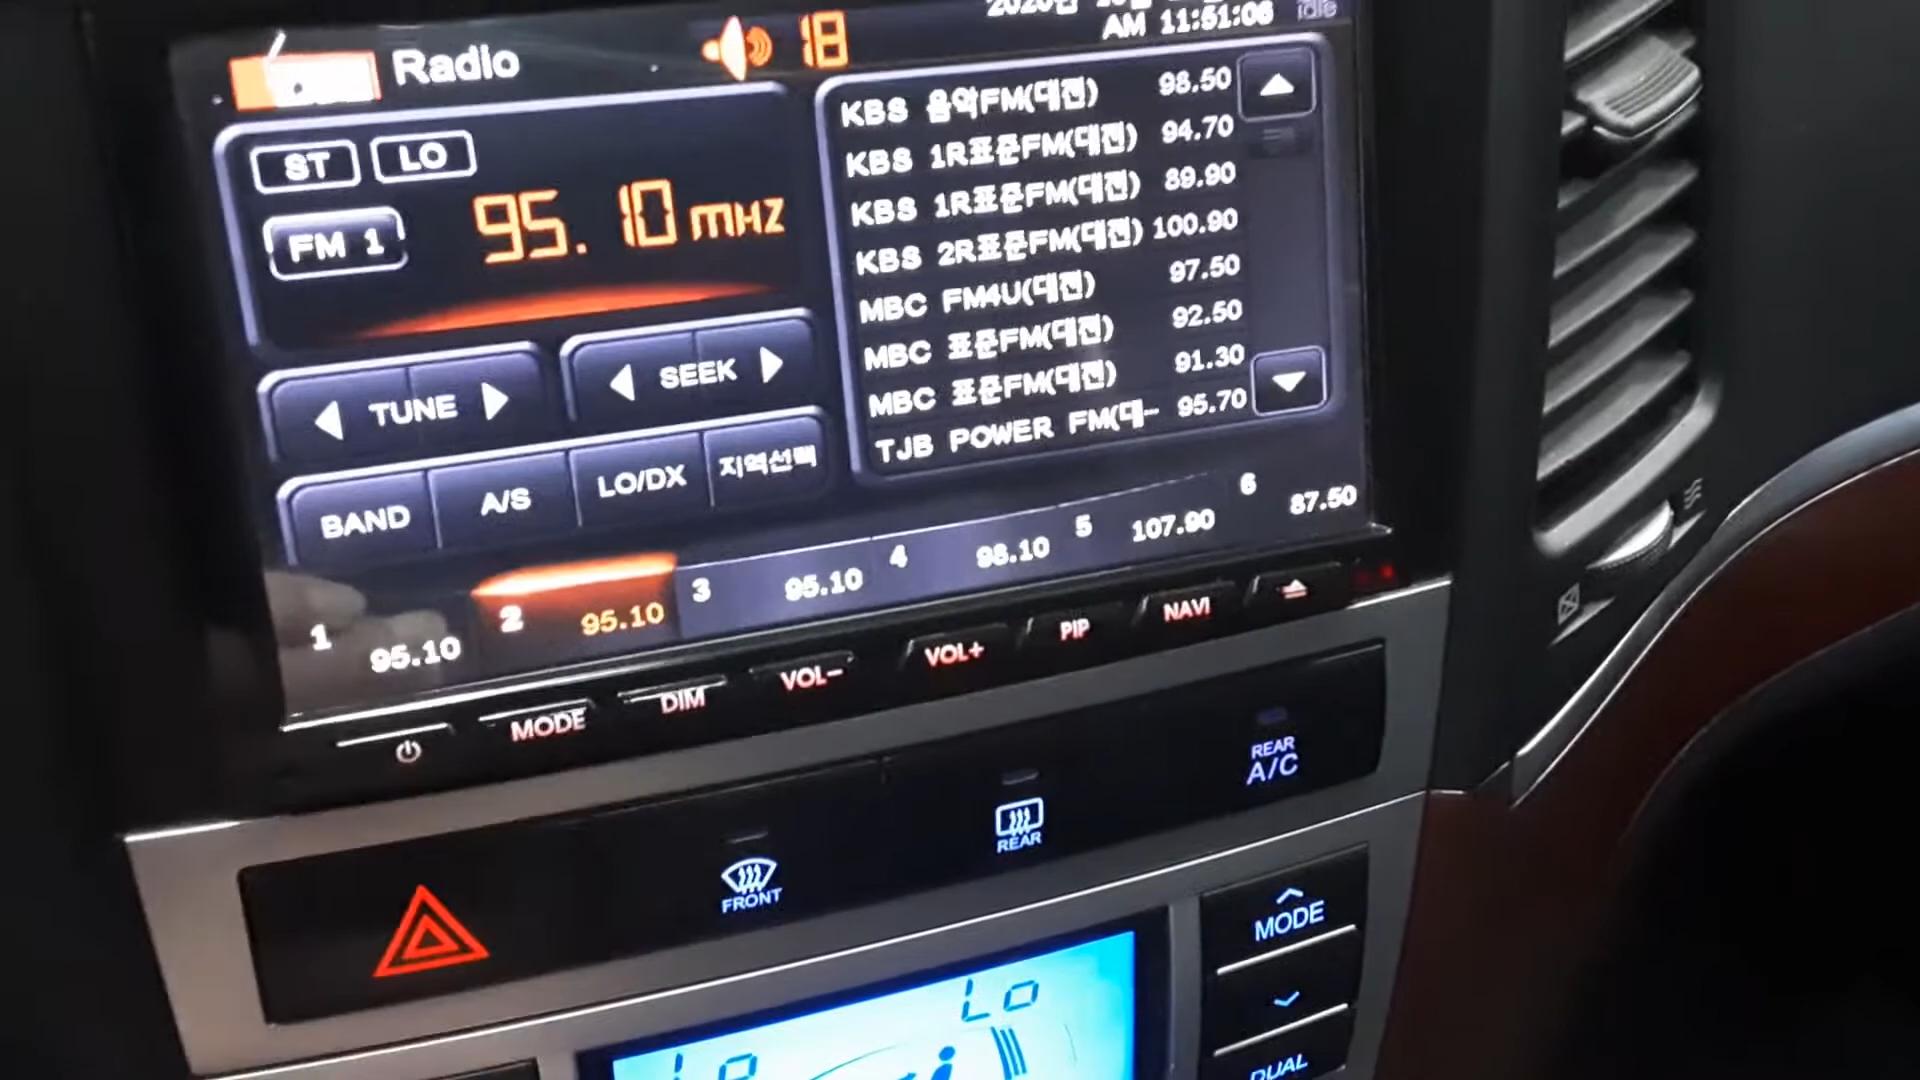 Radio
18
AM 11:51:06
idle
ST
LO
FM 1
95.10 mHz
KBS 음악FM(대전) 98.50
KBS 1R표준FM(대전) 94.70
KBS 1R표준FM(대전) 89.90
KBS 2R표준FM(대전) 100.90
MBC FM4U(대전) 97.50
MBC 표준FM(대전) 92.50
MBC 표준FM(대전) 91.30
TJB POWER FM(대… 95.70
TUNE
SEEK
BAND
A/S
LO/DX
지역선택
1 95.10
2 95.10
3 95.10
4 98.10
5 107.90
6 87.50
MODE
DIM
VOL-
VOL+
PIP
NAVI
FRONT
REAR
REAR
A/C
MODE
DUAL
Lo
Lo